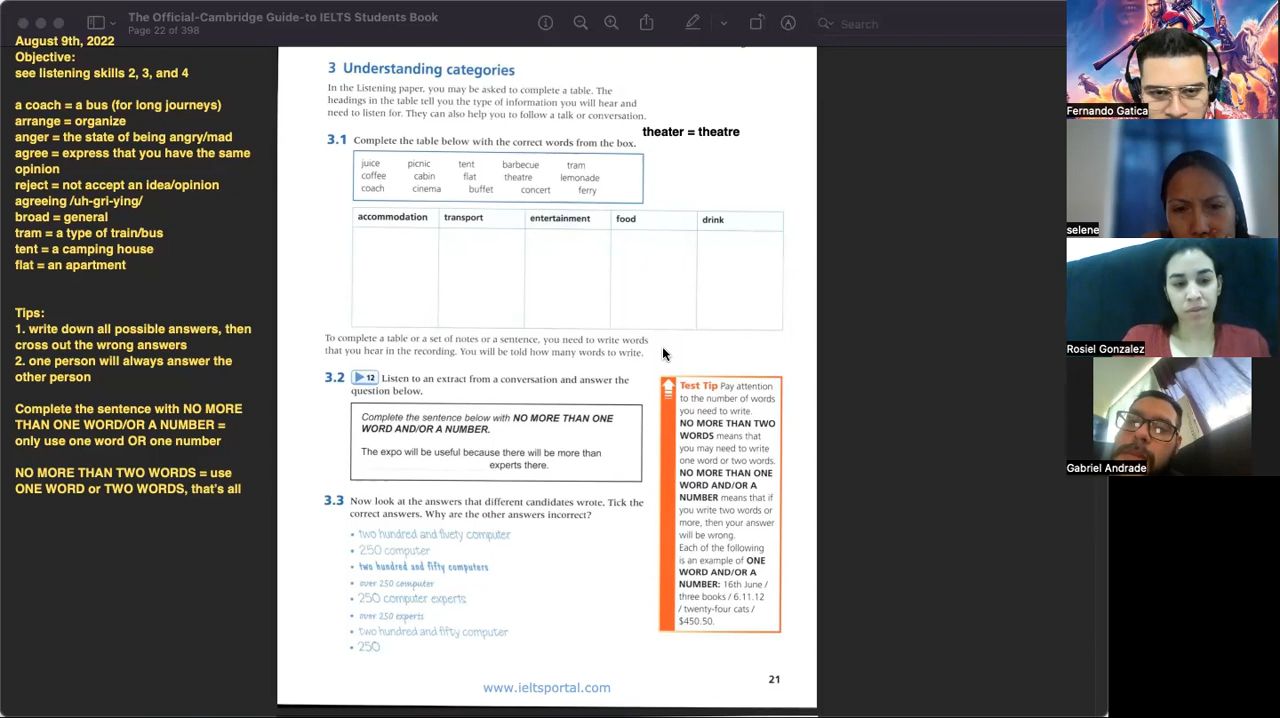 The Official-Cambridge Guide-to IELTS Students Book
Page 22 of 398
Search
August 9th, 2022
Objective:
see listening skills 2, 3, and 4
a coach = a bus (for long journeys)
arrange = organize
anger = the state of being angry/mad
agree = express that you have the same
opinion
reject = not accept an idea/opinion
agreeing /uh-gri-ying/
broad = general
tram = a type of train/bus
tent = a camping house
flat = an apartment
Tips:
1. write down all possible answers, then
cross out the wrong answers
2. one person will always answer the
other person
Complete the sentence with NO MORE
THAN ONE WORD/OR A NUMBER =
only use one word OR one number
NO MORE THAN TWO WORDS = use
ONE WORD or TWO WORDS, that's all
3 Understanding categories
In the Listening paper, you may be asked to complete a table. The
headings in the table tell you the type of information you will hear and
need to listen for. They can also help you to follow a talk or conversation.
theater = theatre
3.1 Complete the table below with the correct words from the box.
juice picnic tent barbecue tram
coffee cabin flat theatre lemonade
coach cinema buffet concert ferry
accommodation transport entertainment food drink
To complete a table or a set of notes or a sentence, you need to write words
that you hear in the recording. You will be told how many words to write.
3.2 12 Listen to an extract from a conversation and answer the
question below.
Complete the sentence below with NO MORE THAN ONE
WORD AND/OR A NUMBER.
The expo will be useful because there will be more than
experts there.
3.3 Now look at the answers that different candidates wrote. Tick the
correct answers. Why are the other answers incorrect?
• two hundred and fivety computer
• 250 computer
• two hundred and fifty computers
• over 250 computer
• 250 computer experts
• over 250 experts
• two hundred and fifty computer
• 250
Test Tip Pay attention
to the number of words
you need to write.
NO MORE THAN TWO
WORDS means that
you may need to write
one word or two words.
NO MORE THAN ONE
WORD AND/OR A
NUMBER means that if
you write two words or
more, then your answer
will be wrong.
Each of the following
is an example of ONE
WORD AND/OR A
NUMBER: 16th June /
three books / 6.11.12
/ twenty-four cats /
$450.50.
21
www.ieltsportal.com
Fernando Gatica
selene
Rosiel Gonzalez
Gabriel Andrade